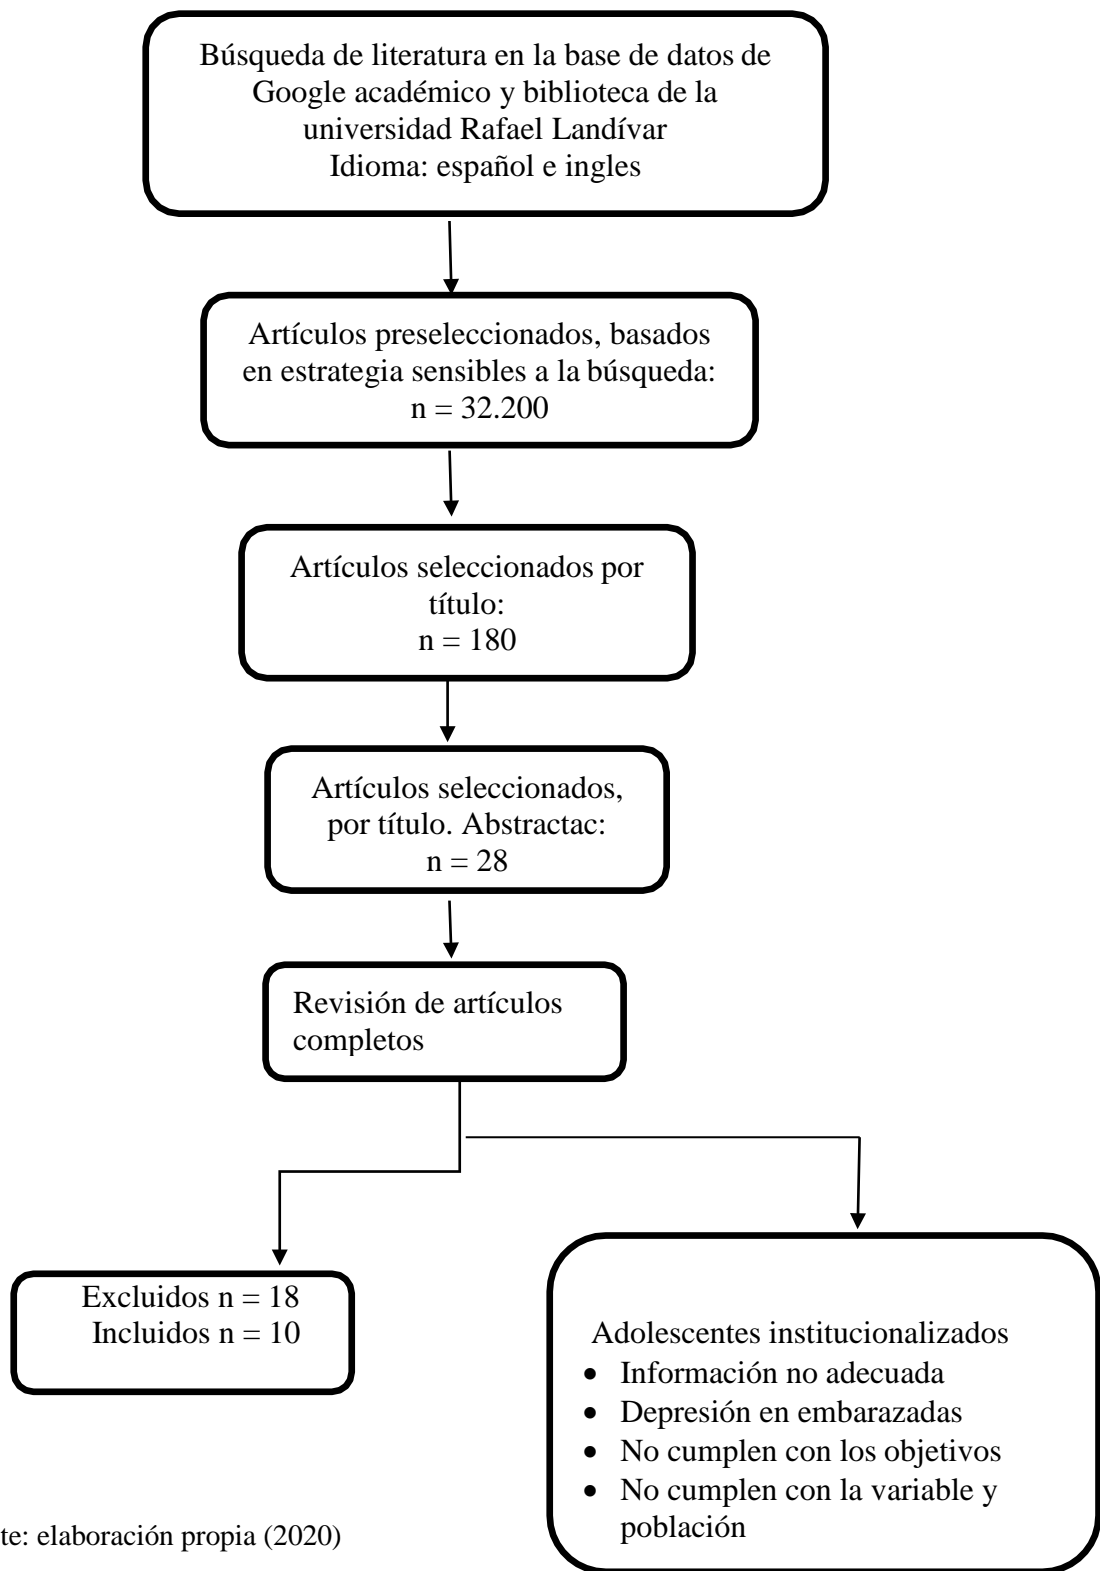 Búsqueda de literatura en la base de datos de
Google académico y biblioteca de la
universidad Rafael Landívar
Idioma: español e ingles
Artículos preseleccionados, basados
en estrategia sensibles a la búsqueda:
n = 32.200
Artículos seleccionados por
título:
n = 180
Artículos seleccionados,
por título. Abstractac:
n = 28
Revisión de artículos
completos
Excluidos n = 18
Incluidos n = 10
Adolescentes institucionalizados
• Información no adecuada
• Depresión en embarazadas
• No cumplen con los objetivos
• No cumplen con la variable y
población
te: elaboración propia (2020)